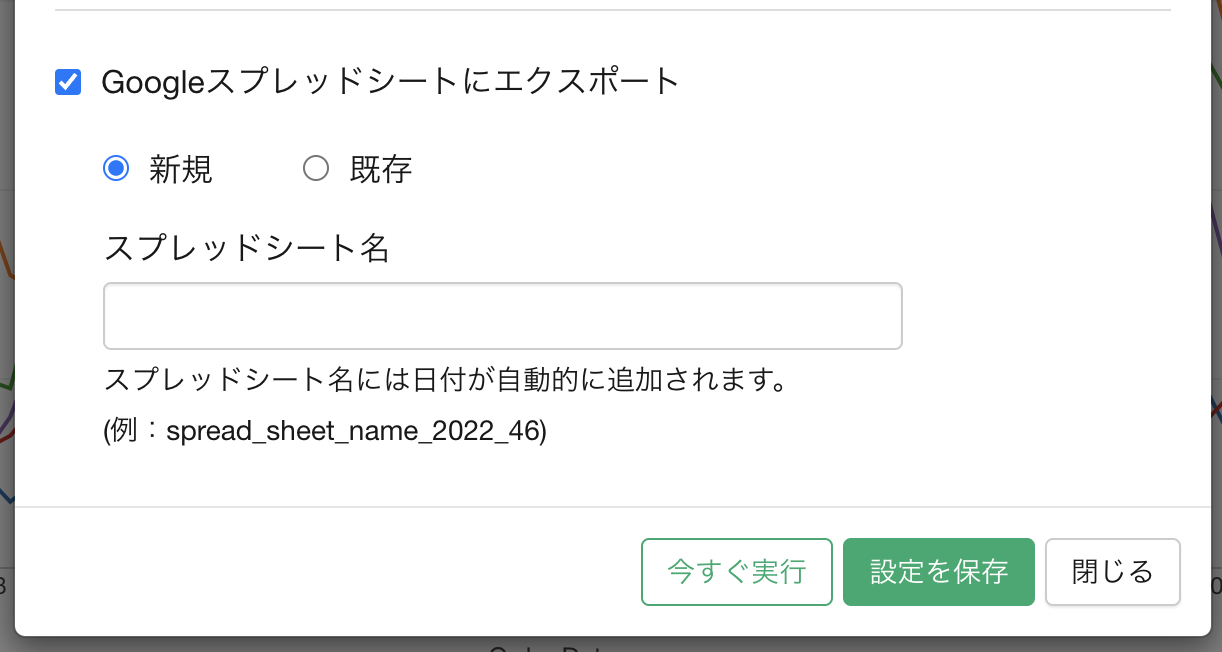 Googleスプレッドシートにエクスポート
新規 既存
スプレッドシート名
スプレッドシート名には日付が自動的に追加されます。
(例：spread_sheet_name_2022_46)
今すぐ実行 設定を保存 閉じる